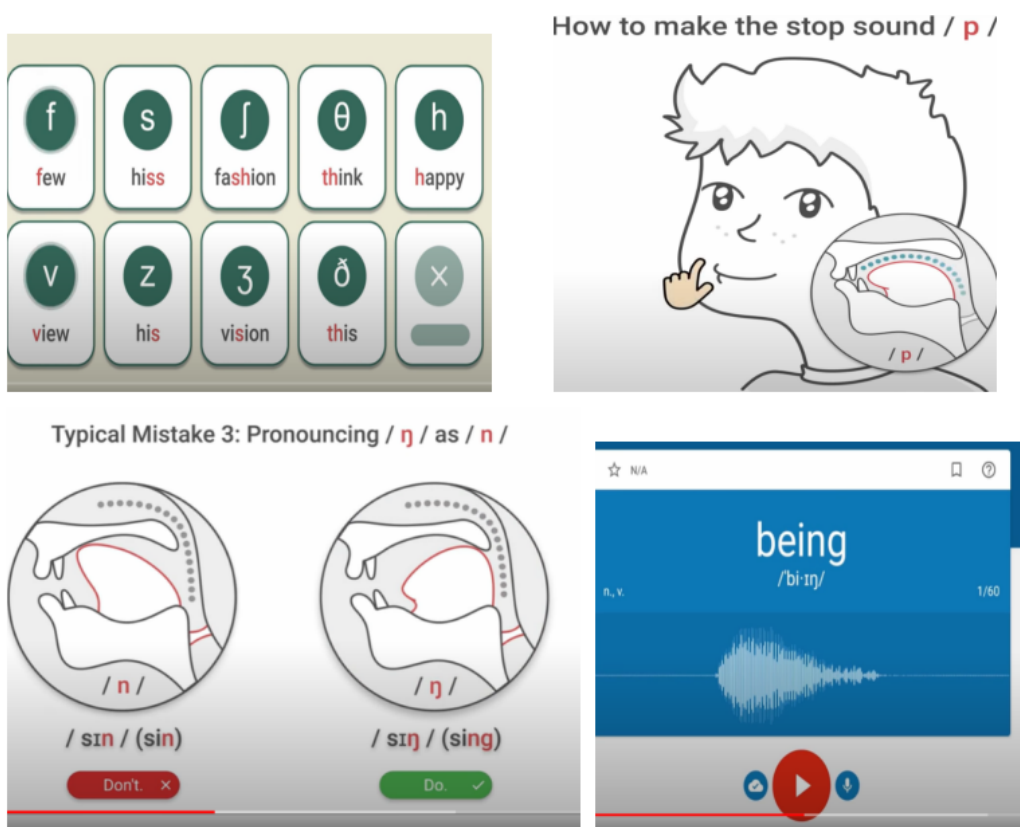 f s ʃ θ h
few hiss fashion think happy
v z ʒ ð x
view his vision this
How to make the stop sound / p /
/ p /
Typical Mistake 3: Pronouncing / ŋ / as / n /
/ n / / ŋ /
/ sɪn / (sin) / sɪŋ / (sing)
Don't. Do.
N/A
being
/ˈbi·ɪŋ/
n., v. 1/60